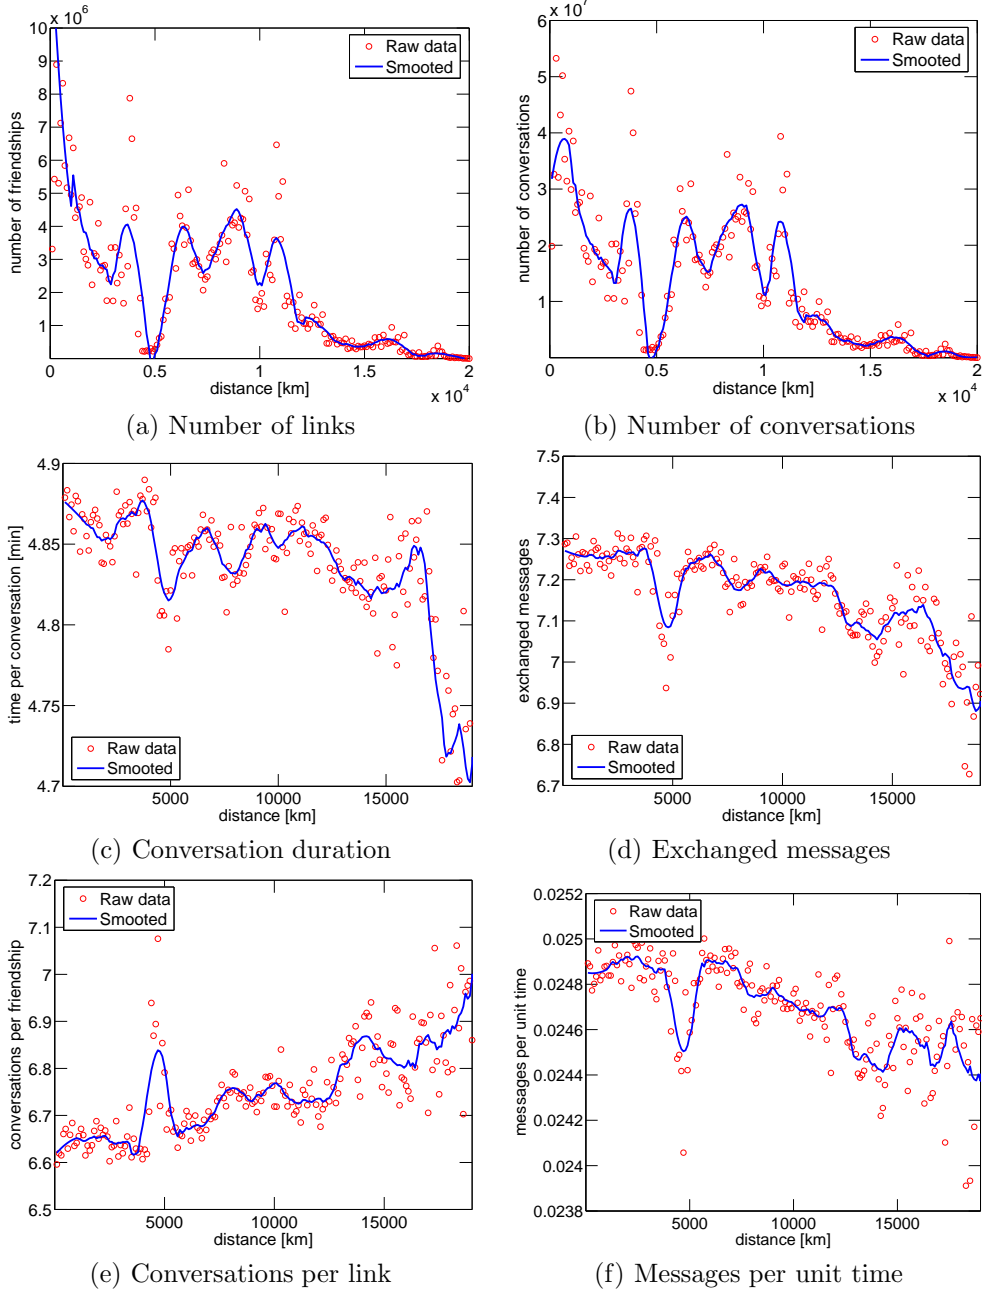 x 10^6
10
9
8
7
6
5
4
3
2
1
number of friendships
Raw data
Smooted
0
0.5
1
1.5
2
distance [km]
x 10^4
(a) Number of links
x 10^7
6
5
4
3
2
1
number of conversations
Raw data
Smooted
0
0.5
1
1.5
2
distance [km]
x 10^4
(b) Number of conversations
4.9
4.85
4.8
4.75
4.7
time per conversation [min]
Raw data
Smooted
5000
10000
15000
distance [km]
(c) Conversation duration
7.5
7.4
7.3
7.2
7.1
7
6.9
6.8
6.7
exchanged messages
Raw data
Smooted
5000
10000
15000
distance [km]
(d) Exchanged messages
7.2
7.1
7
6.9
6.8
6.7
6.6
6.5
conversations per friendship
Raw data
Smooted
5000
10000
15000
distance [km]
(e) Conversations per link
0.0252
0.025
0.0248
0.0246
0.0244
0.0242
0.024
0.0238
messages per unit time
Raw data
Smooted
5000
10000
15000
distance [km]
(f) Messages per unit time